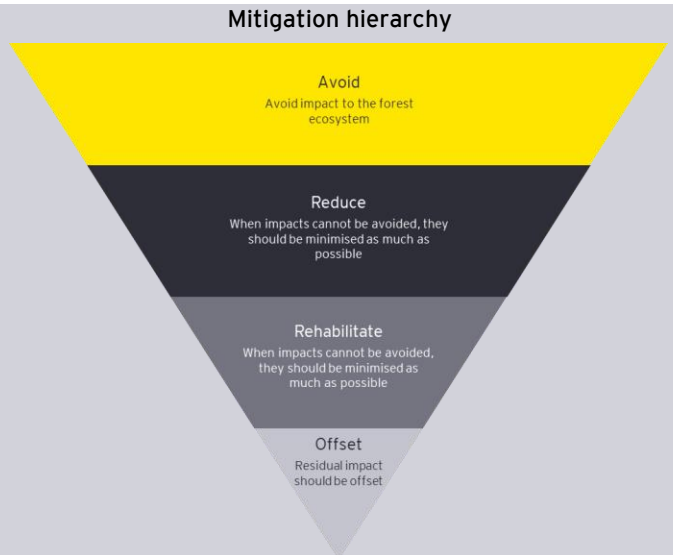 Mitigation hierarchy
Avoid
Avoid impact to the forest
ecosystem
Reduce
When impacts cannot be avoided, they
should be minimised as much as
possible
Rehabilitate
When impacts cannot be avoided,
they should be minimised as
much as possible
Offset
Residual impact
should be offset